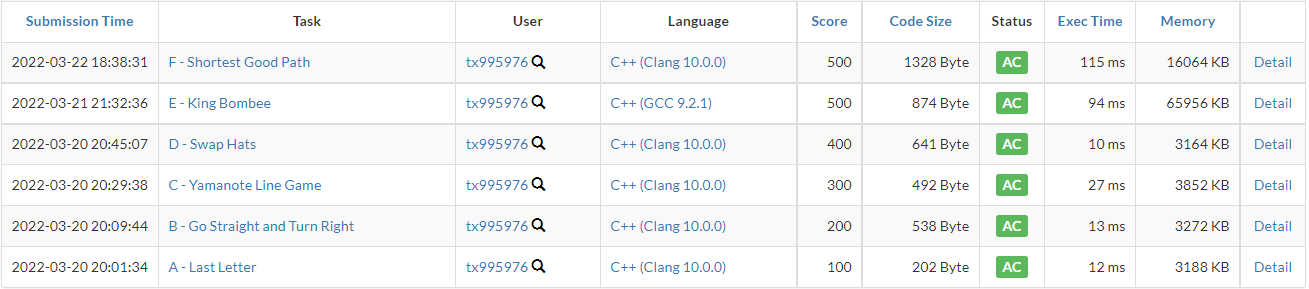 Submission Time Task User Language Score Code Size Status Exec Time Memory
2022-03-22 18:38:31 F - Shortest Good Path tx995976 C++ (Clang 10.0.0) 500 1328 Byte AC 115 ms 16064 KB Detail
2022-03-21 21:32:36 E - King Bombee tx995976 C++ (GCC 9.2.1) 500 874 Byte AC 94 ms 65956 KB Detail
2022-03-20 20:45:07 D - Swap Hats tx995976 C++ (Clang 10.0.0) 400 641 Byte AC 10 ms 3164 KB Detail
2022-03-20 20:29:38 C - Yamanote Line Game tx995976 C++ (Clang 10.0.0) 300 492 Byte AC 27 ms 3852 KB Detail
2022-03-20 20:09:44 B - Go Straight and Turn Right tx995976 C++ (Clang 10.0.0) 200 538 Byte AC 13 ms 3272 KB Detail
2022-03-20 20:01:34 A - Last Letter tx995976 C++ (Clang 10.0.0) 100 202 Byte AC 12 ms 3188 KB Detail